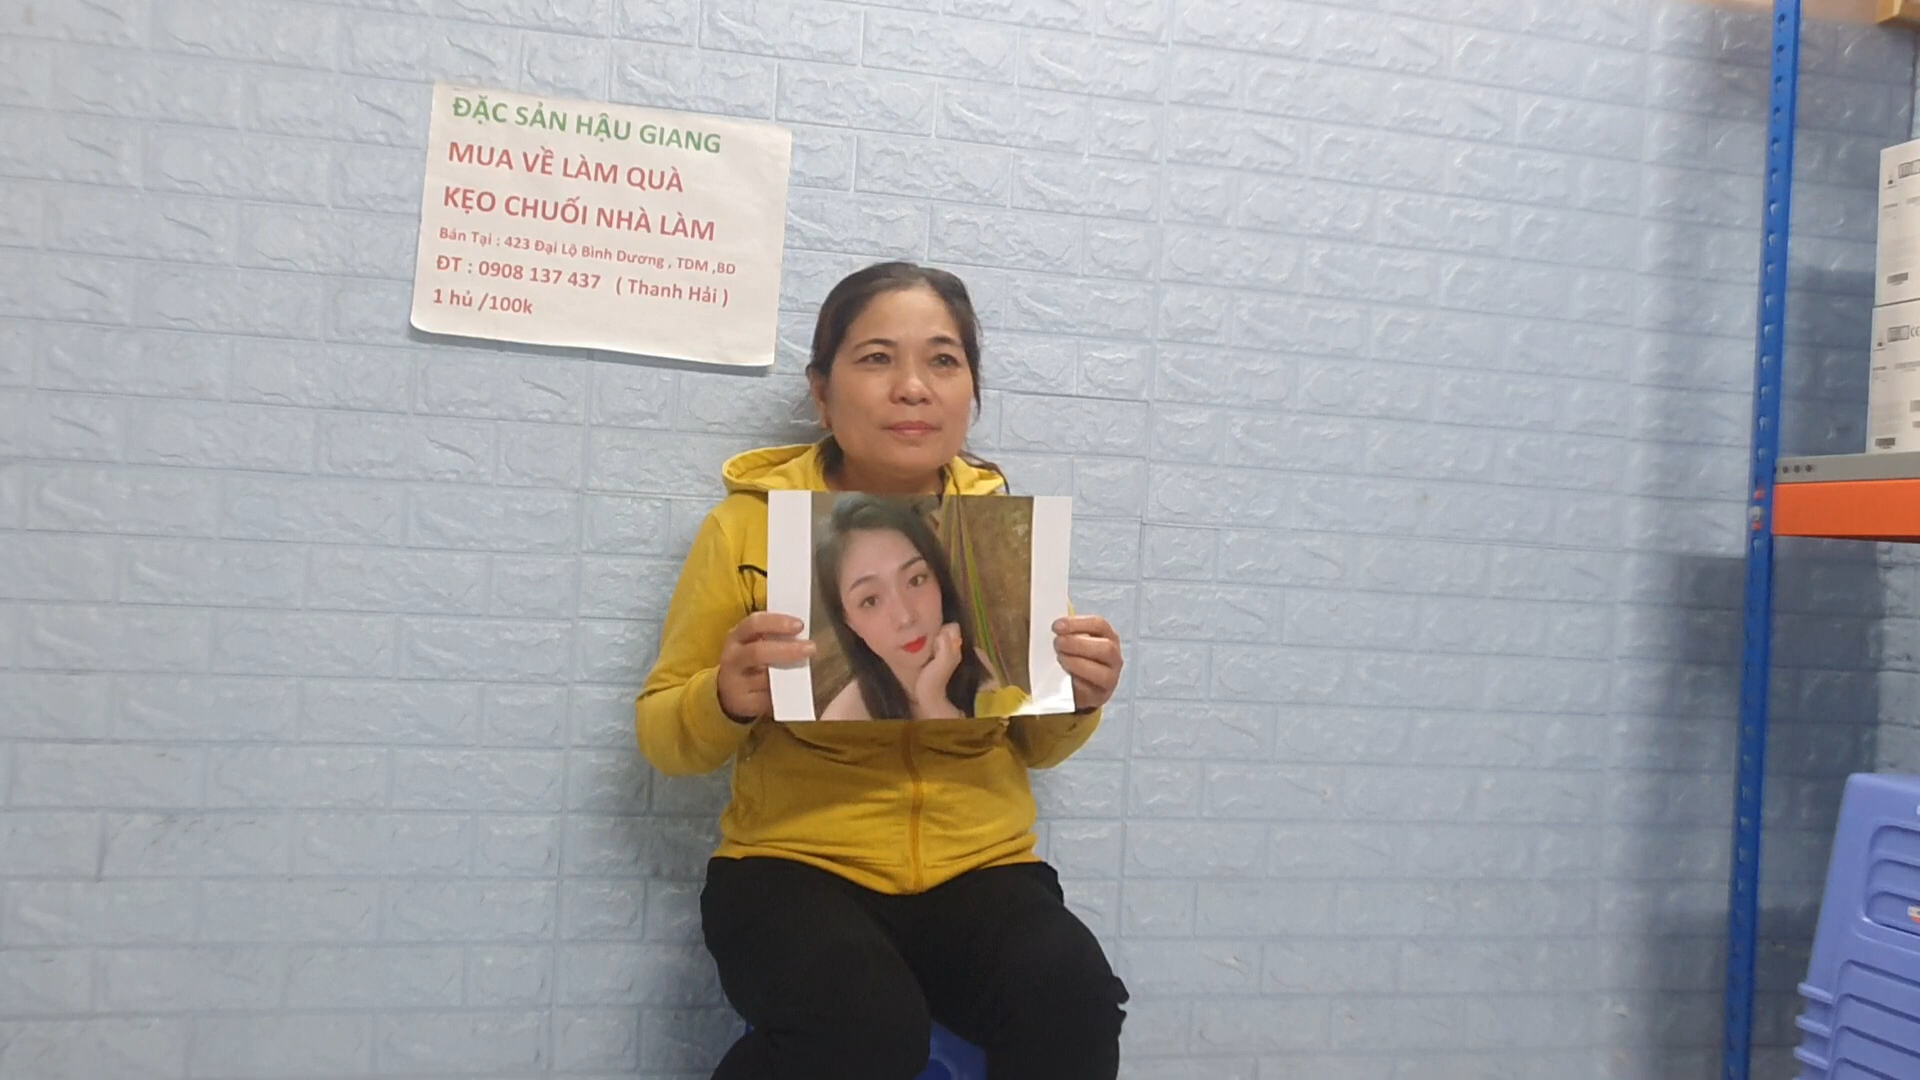 ĐẶC SẢN HẬU GIANG
MUA VỀ LÀM QUÀ
KẸO CHUỐI NHÀ LÀM
Bán Tại : 423 Đại Lộ Bình Dương , TDM ,BD
ĐT : 0908 137 437 ( Thanh Hải )
1 hủ /100k